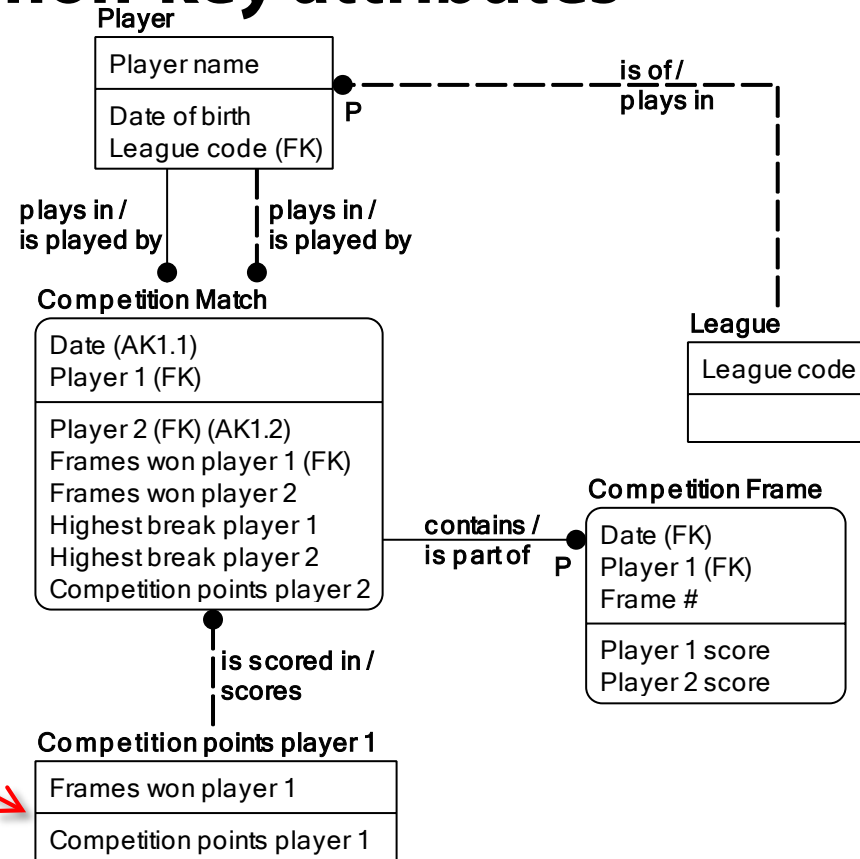 non-key attributes
Player
Player name
Date of birth
League code (FK)
P
is of /
plays in
plays in /
is played by
plays in /
is played by
Competition Match
Date (AK1.1)
Player 1 (FK)
Player 2 (FK) (AK1.2)
Frames won player 1 (FK)
Frames won player 2
Highest break player 1
Highest break player 2
Competition points player 2
League
League code
contains /
is part of
P
Competition Frame
Date (FK)
Player 1 (FK)
Frame #
Player 1 score
Player 2 score
is scored in /
scores
Competition points player 1
Frames won player 1
Competition points player 1